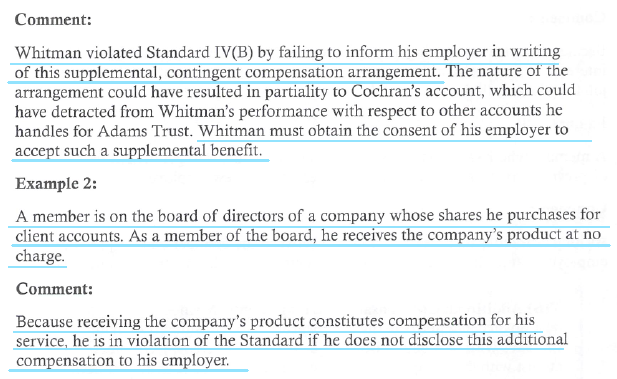 Comment:
Whitman violated Standard IV(B) by failing to inform his employer in writing
of this supplemental, contingent compensation arrangement. The nature of the
arrangement could have resulted in partiality to Cochran's account, which could
have detracted from Whitman's performance with respect to other accounts he
handles for Adams Trust. Whitman must obtain the consent of his employer to
accept such a supplemental benefit.
Example 2:
A member is on the board of directors of a company whose shares he purchases for
client accounts. As a member of the board, he receives the company's product at no
charge.
Comment:
Because receiving the company's product constitutes compensation for his
service, he is in violation of the Standard if he does not disclose this additional
compensation to his employer.